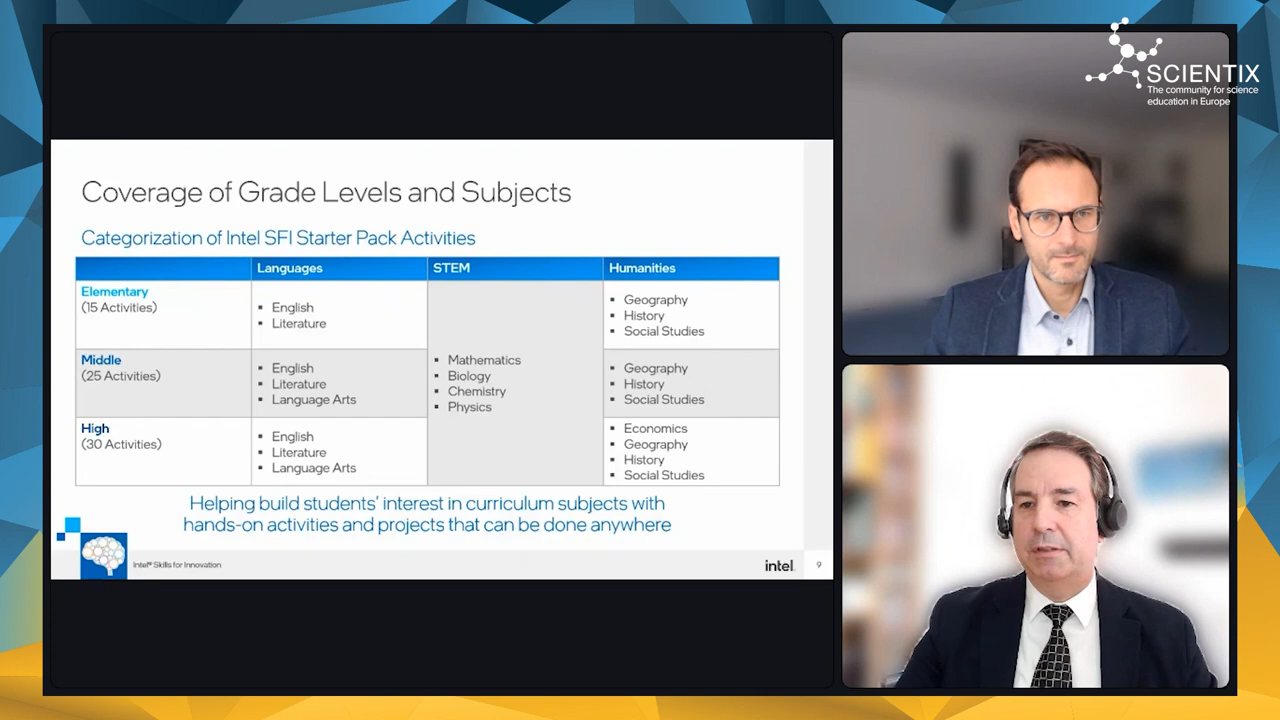 SCIENTIX
The community for science
education in Europe
Coverage of Grade Levels and Subjects
Categorization of Intel SFI Starter Pack Activities
Languages
STEM
Humanities
Elementary
(15 Activities)
▪ English
▪ Literature
▪ Geography
▪ History
▪ Social Studies
Middle
(25 Activities)
▪ English
▪ Literature
▪ Language Arts
▪ Mathematics
▪ Biology
▪ Chemistry
▪ Physics
▪ Geography
▪ History
▪ Social Studies
High
(30 Activities)
▪ English
▪ Literature
▪ Language Arts
▪ Economics
▪ Geography
▪ History
▪ Social Studies
Helping build students' interest in curriculum subjects with
hands-on activities and projects that can be done anywhere
Intel® Skills for Innovation
intel.
9